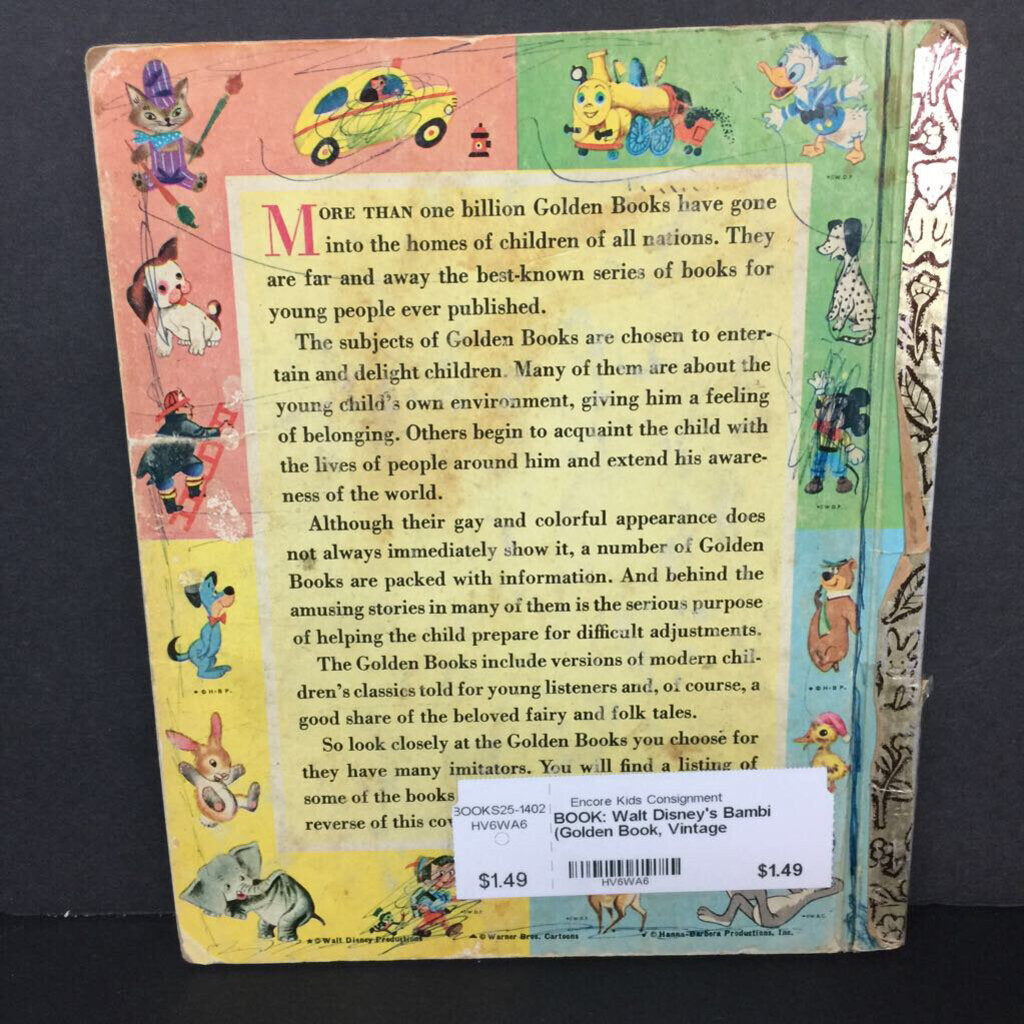 ©W.D.P.
MORE THAN one billion Golden Books have gone
into the homes of children of all nations. They
are far and away the best-known series of books for
young people ever published.
The subjects of Golden Books are chosen to enter-
tain and delight children. Many of them are about the
young child's own environment, giving him a feeling
of belonging. Others begin to acquaint the child with
the lives of people around him and extend his aware-
ness of the world.
©W.D.P.
Although their gay and colorful appearance does
not always immediately show it, a number of Golden
Books are packed with information. And behind the
amusing stories in many of them is the serious purpose
of helping the child prepare for difficult adjustments.
The Golden Books include versions of modern chil-
dren's classics told for young listeners and, of course, a
good share of the beloved fairy and folk tales.
©H-B P.
©H-B P.
So look closely at the Golden Books you choose for
they have many imitators. You will find a listing of
some of the books
reverse of this
BOOKS25-1402
HV6WA6
$1.49
Encore Kids Consignment
BOOK: Walt Disney's Bambi
(Golden Book, Vintage
HV6WA6
$1.49
©Walt Disney Productions
©Warner Bros. Cartoons
©Hanna-Barbera Productions, Inc.